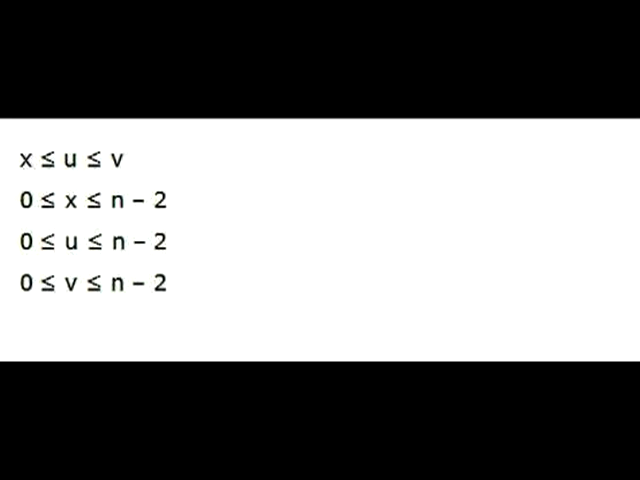 x ≤ u ≤ v
0 ≤ x ≤ n – 2
0 ≤ u ≤ n – 2
0 ≤ v ≤ n – 2